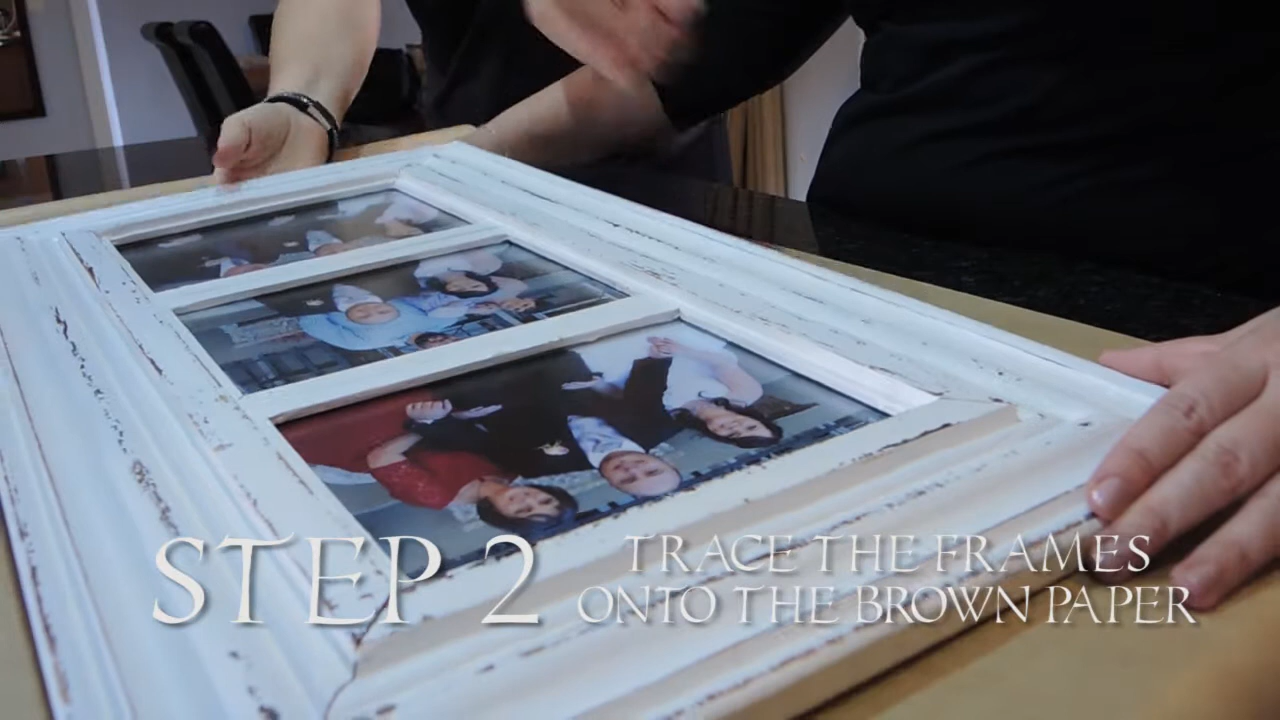 STEP 2
TRACE THE FRAMES
ONTO THE BROWN PAPER